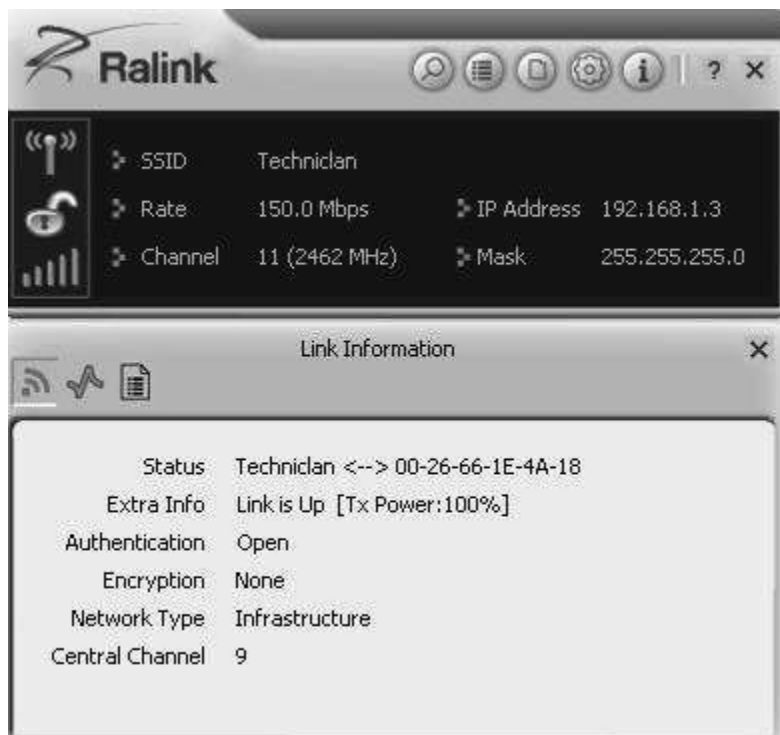 Ralink
? ×
SSID Techniclan
Rate 150.0 Mbps IP Address 192.168.1.3
Channel 11 (2462 MHz) Mask 255.255.255.0
Link Information ×
Status Techniclan <--> 00-26-66-1E-4A-18
Extra Info Link is Up [Tx Power:100%]
Authentication Open
Encryption None
Network Type Infrastructure
Central Channel 9